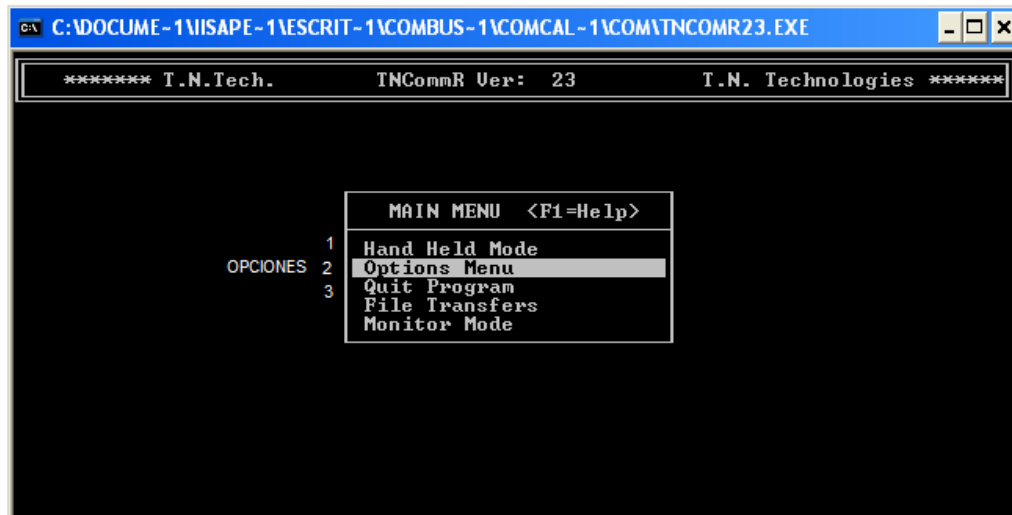 C:\DOCUME~1\IISAPE~1\ESCRIT~1\COMBUS~1\COMCAL~1\COM\TNCOMR23.EXE
******* T.N.Tech. TNCommR Ver: 23 T.N. Technologies ******
MAIN MENU <F1=Help>
1 Hand Held Mode
OPCIONES 2 Options Menu
3 Quit Program
File Transfers
Monitor Mode